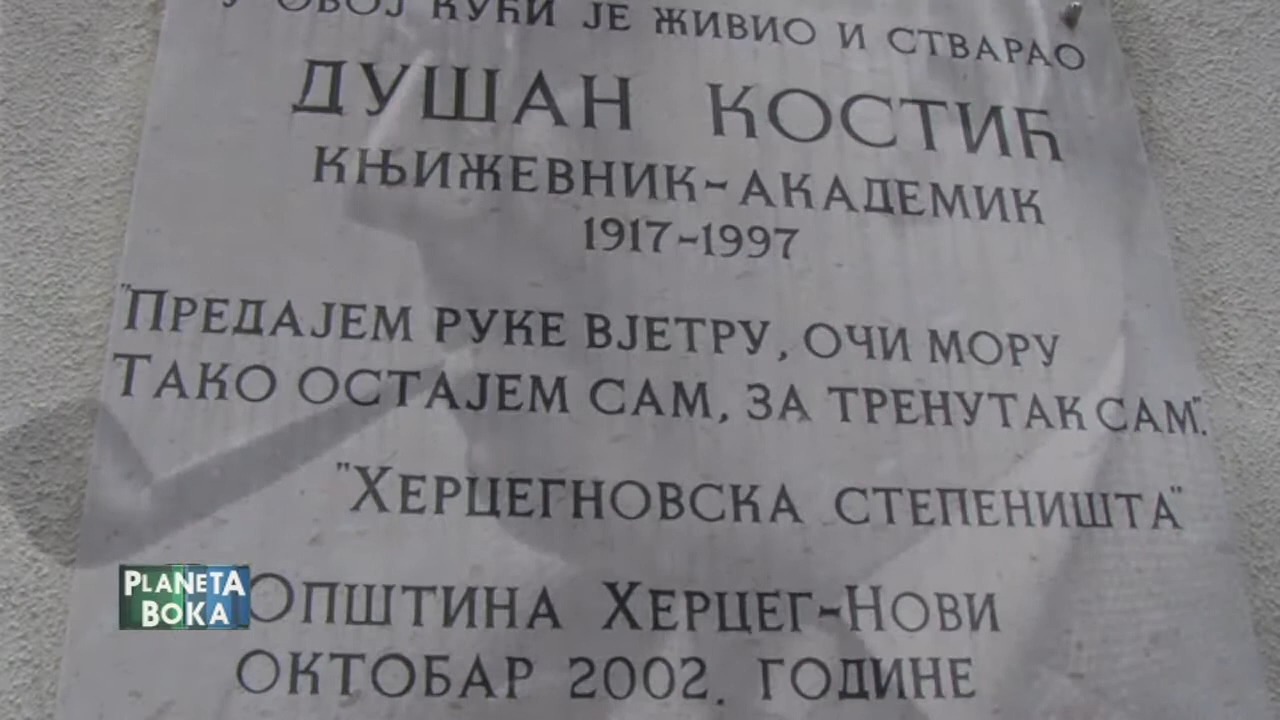 У ОВОЈ КУЋИ ЈЕ ЖИВИО И СТВАРАО
ДУШАН КОСТИЋ
КЊИЖЕВНИК-АКАДЕМИК
1917-1997
"ПРЕДАЈЕМ РУКЕ ВЈЕТРУ, ОЧИ МОРУ
ТАКО ОСТАЈЕМ САМ, ЗА ТРЕНУТАК САМ".
"ХЕРЦЕГНОВСКА СТЕПЕНИШТА"
ОПШТИНА ХЕРЦЕГ-НОВИ
ОКТОБАР 2002. ГОДИНЕ
PLANETA
BOKA